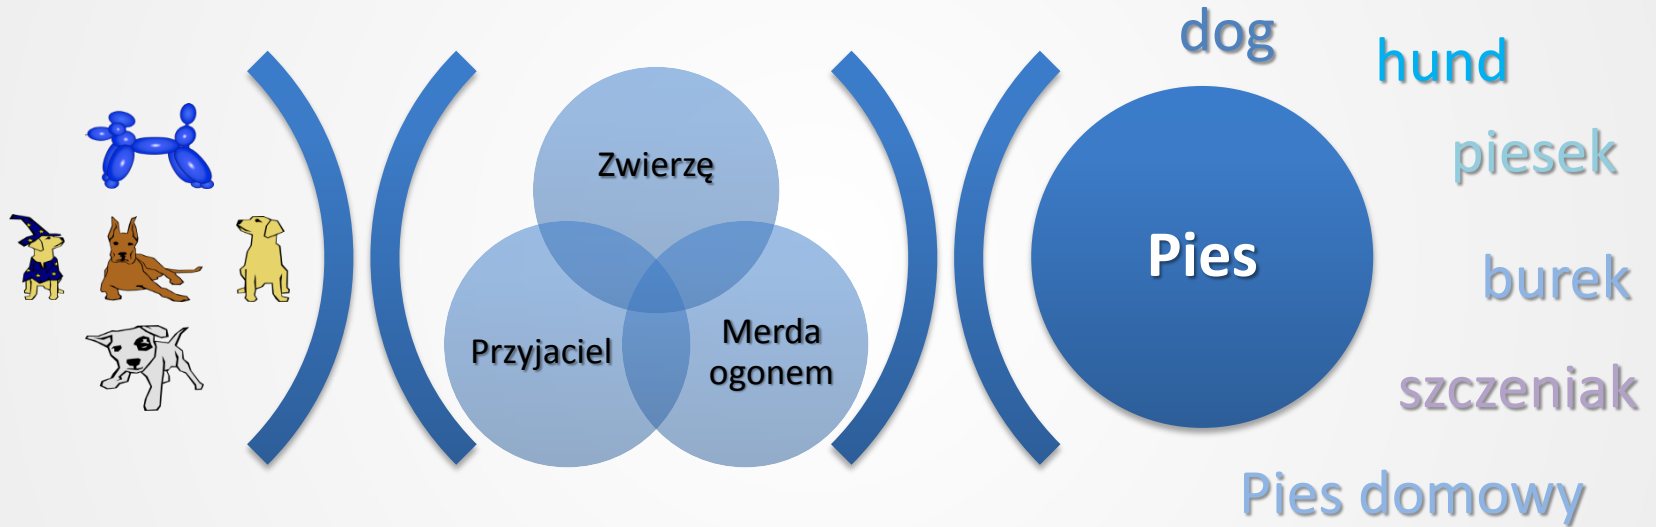 Zwierzę
Przyjaciel
Merda
ogonem
Pies
dog
hund
piesek
burek
szczeniak
Pies domowy